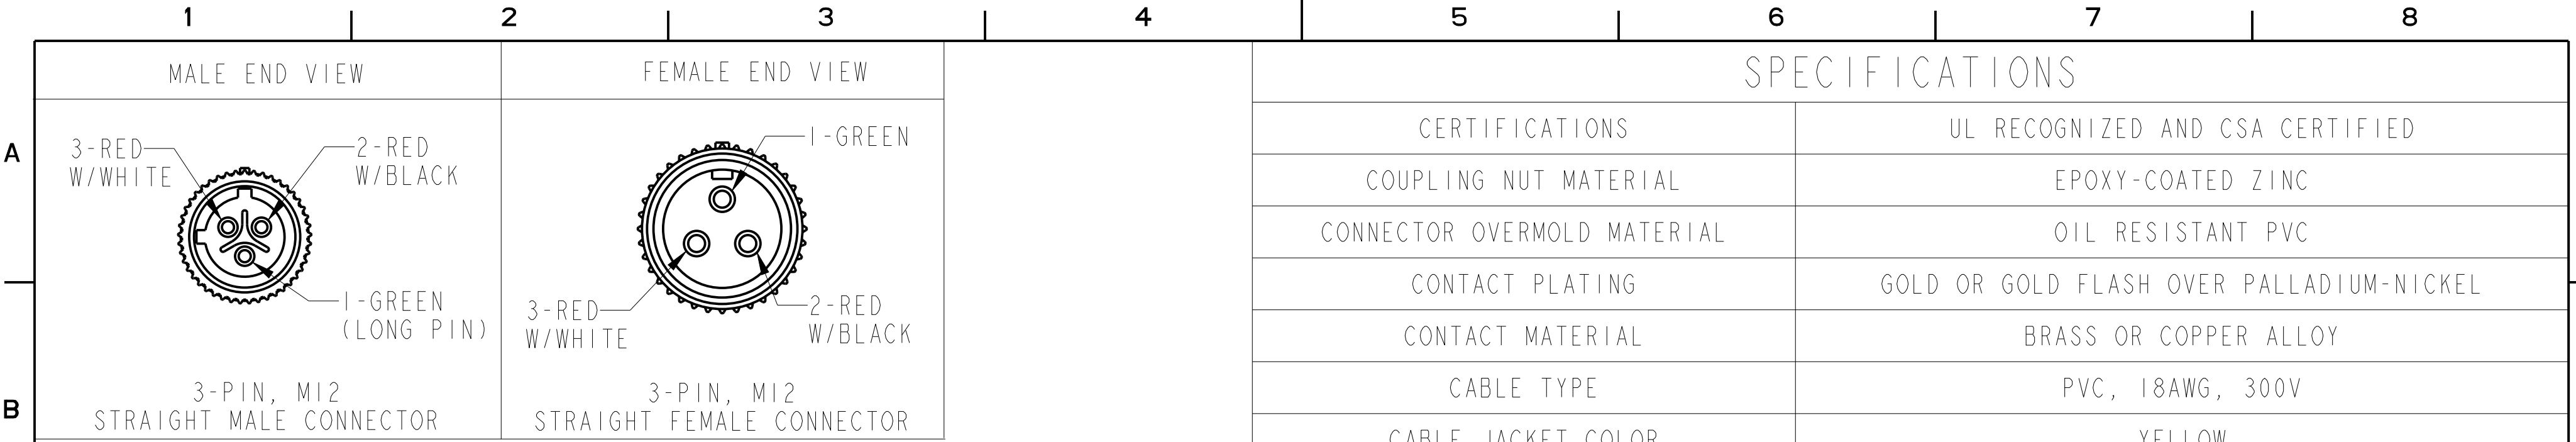 1 2 3 4 5 6 7 8
MALE END VIEW
3-RED
W/WHITE
2-RED
W/BLACK
1-GREEN
(LONG PIN)
3-PIN, M12
STRAIGHT MALE CONNECTOR
FEMALE END VIEW
1-GREEN
3-RED
W/WHITE
2-RED
W/BLACK
3-PIN, M12
STRAIGHT FEMALE CONNECTOR
A
B
SPECIFICATIONS
CERTIFICATIONS UL RECOGNIZED AND CSA CERTIFIED
COUPLING NUT MATERIAL EPOXY-COATED ZINC
CONNECTOR OVERMOLD MATERIAL OIL RESISTANT PVC
CONTACT PLATING GOLD OR GOLD FLASH OVER PALLADIUM-NICKEL
CONTACT MATERIAL BRASS OR COPPER ALLOY
CABLE TYPE PVC, 18AWG, 300V
CABLE JACKET COLOR YELLOW